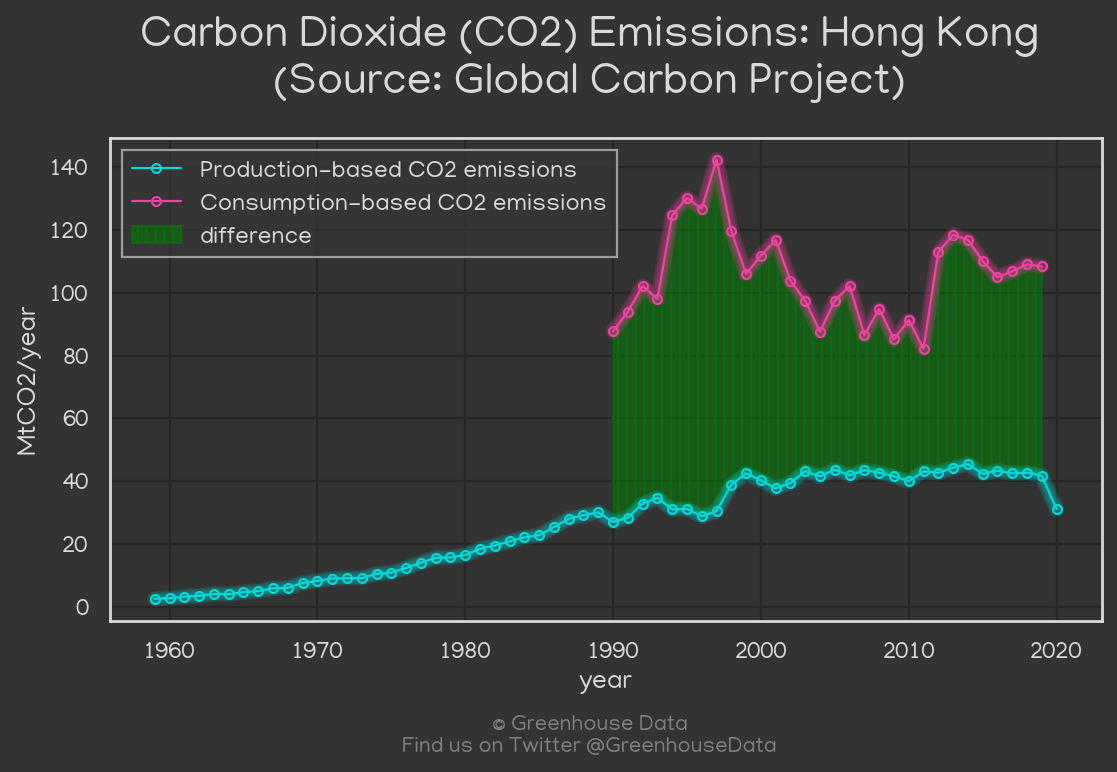 Carbon Dioxide (CO2) Emissions: Hong Kong
(Source: Global Carbon Project)
Production-based CO2 emissions
Consumption-based CO2 emissions
difference
MtCO2/year
140
120
100
80
60
40
20
0
1960 1970 1980 1990 2000 2010 2020
year
© Greenhouse Data
Find us on Twitter @GreenhouseData